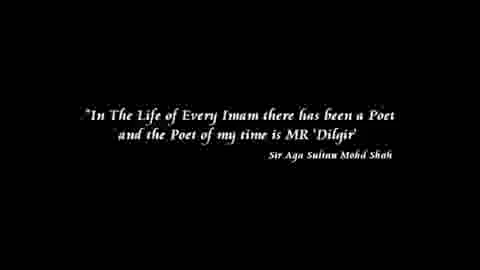 "In The Life of Every Imam there has been a Poet
and the Poet of my time is MR 'Dilgir'
Sir Aga Sultan Mohd Shah